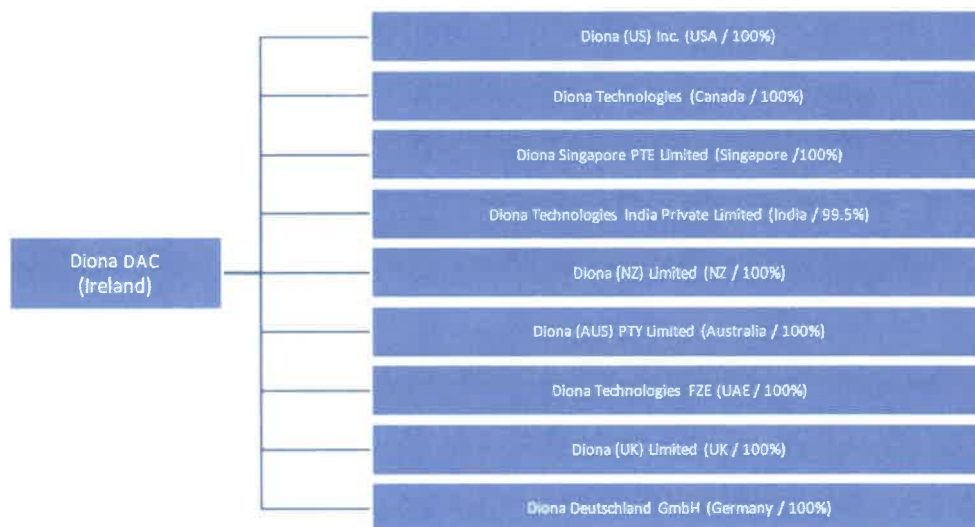 Diona DAC
(Ireland)
Diona (US) Inc. (USA / 100%)
Diona Technologies (Canada / 100%)
Diona Singapore PTE Limited (Singapore /100%)
Diona Technologies India Private Limited (India / 99.5%)
Diona (NZ) Limited (NZ / 100%)
Diona (AUS) PTY Limited (Australia / 100%)
Diona Technologies FZE (UAE / 100%)
Diona (UK) Limited (UK / 100%)
Diona Deutschland GmbH (Germany / 100%)